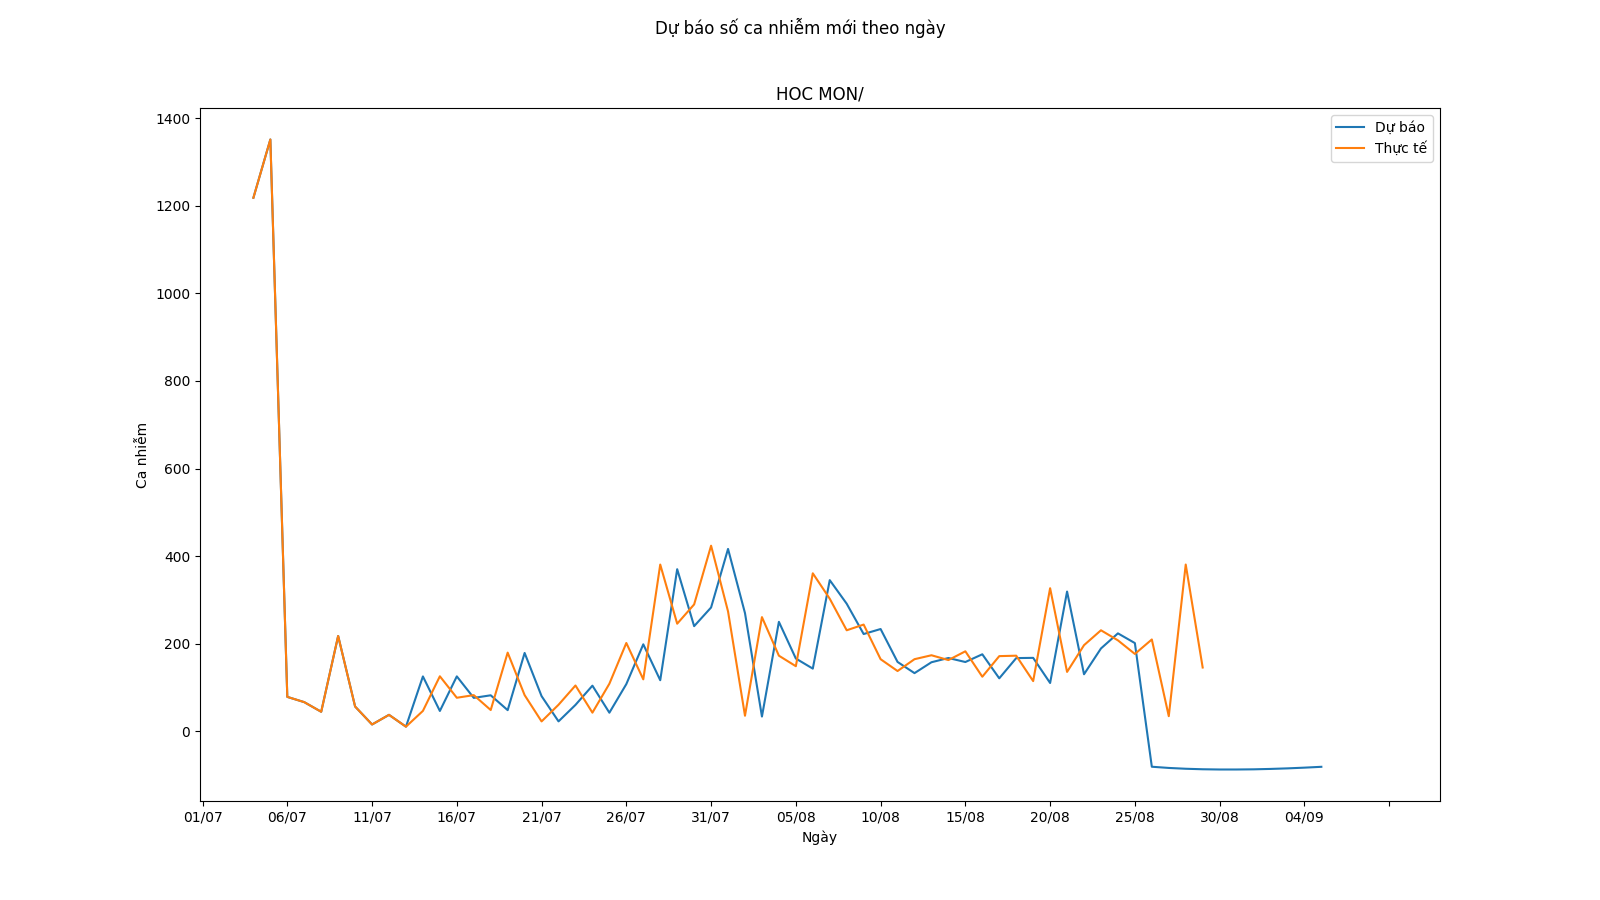 Dự báo số ca nhiễm mới theo ngày
HOC MON/
Dự báo
Thực tế
1400
1200
1000
800
600
400
200
0
Ca nhiễm
01/07 06/07 11/07 16/07 21/07 26/07 31/07 05/08 10/08 15/08 20/08 25/08 30/08 04/09
Ngày